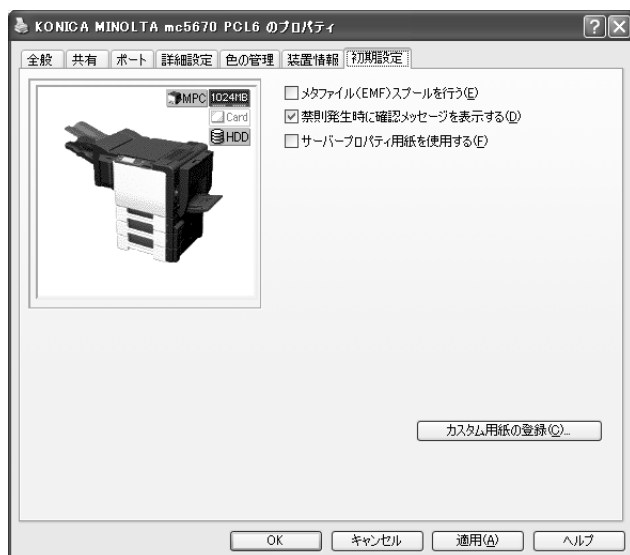 KONICA MINOLTA mc5670 PCL6 のプロパティ
全般 共有 ポート 詳細設定 色の管理 装置情報 初期設定
MPC 1024MB
Card
HDD
メタファイル(EMF)スプールを行う(E)
禁則発生時に確認メッセージを表示する(D)
サーバープロパティ用紙を使用する(F)
カスタム用紙の登録(C)...
OK キャンセル 適用(A) ヘルプ